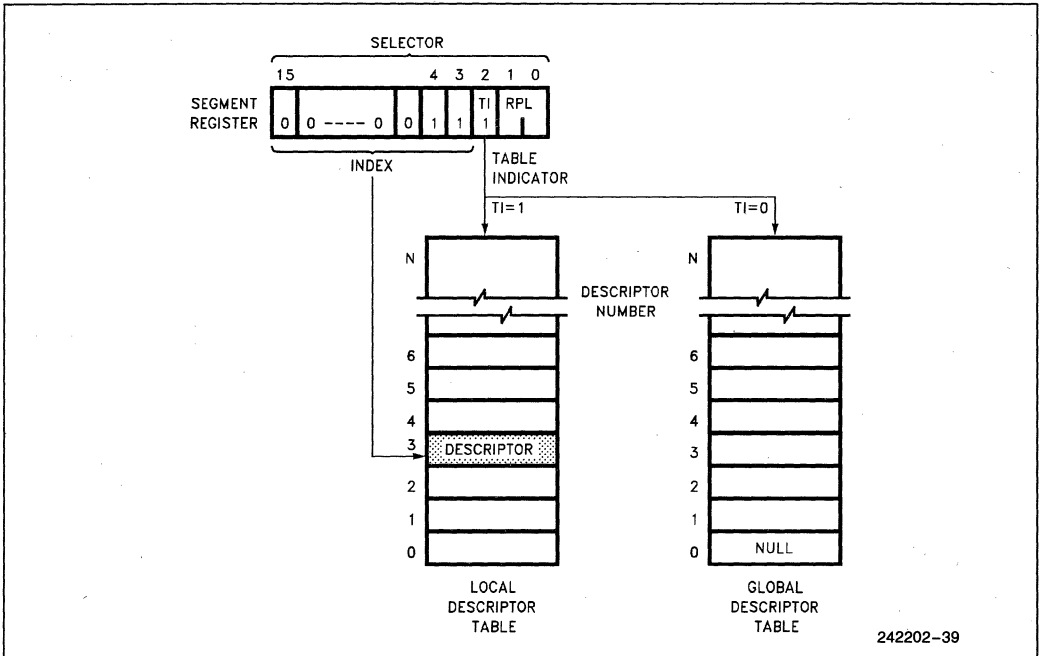 SELECTOR
15 4 3 2 1 0
SEGMENT REGISTER
TI RPL
0 0 ---- 0 0 1 1 1
INDEX
TABLE INDICATOR
TI=1 TI=0
N N
DESCRIPTOR NUMBER
6 6
5 5
4 4
3 DESCRIPTOR 3
2 2
1 1
0 0 NULL
LOCAL DESCRIPTOR TABLE
GLOBAL DESCRIPTOR TABLE
242202-39